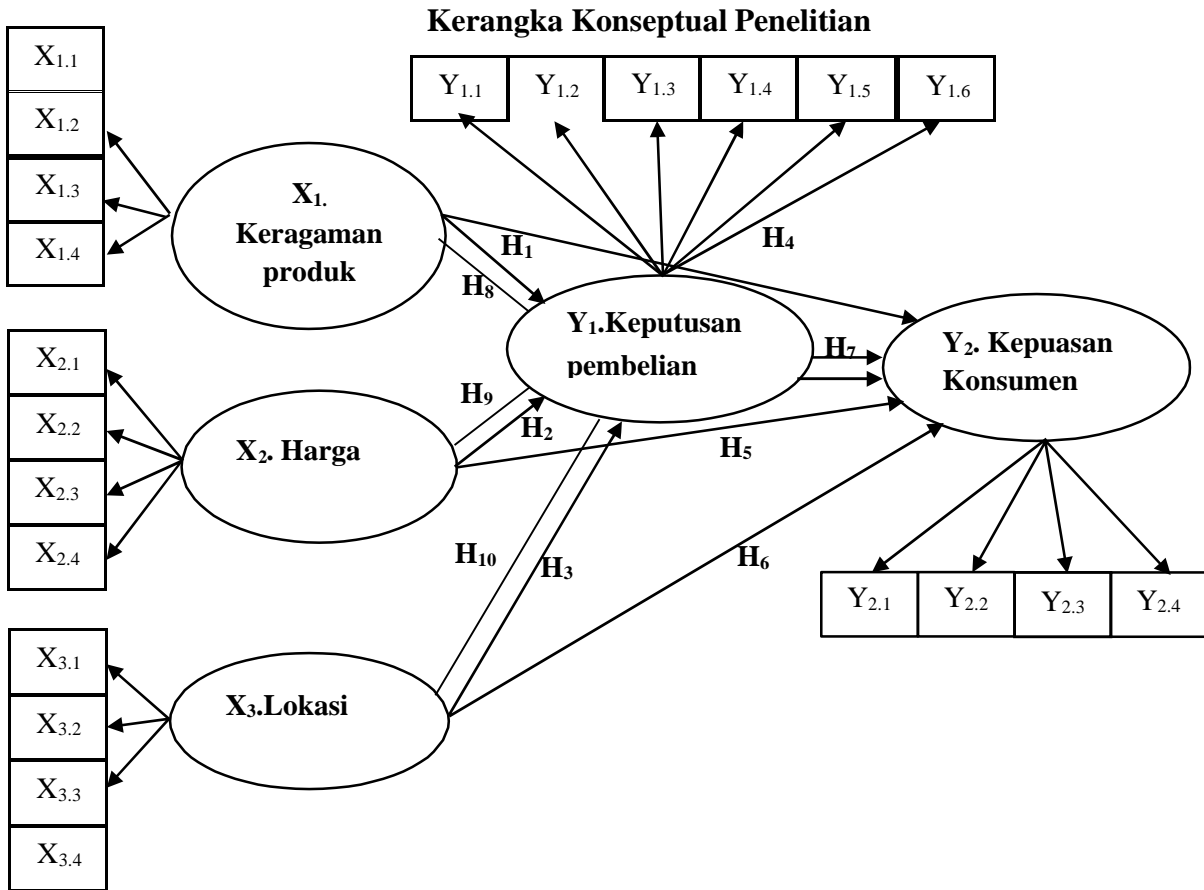 Kerangka Konseptual Penelitian
X1.1
X1.2
X1.3
X1.4
Y1.1 Y1.2 Y1.3 Y1.4 Y1.5 Y1.6
X1.
Keragaman
produk
H1
H8
H4
Y1.Keputusan
pembelian
H7
Y2. Kepuasan
Konsumen
X2.1
X2.2
X2.3
X2.4
X2. Harga
H9
H2
H5
H10
H3
H6
Y2.1 Y2.2 Y2.3 Y2.4
X3.1
X3.2
X3.3
X3.4
X3.Lokasi